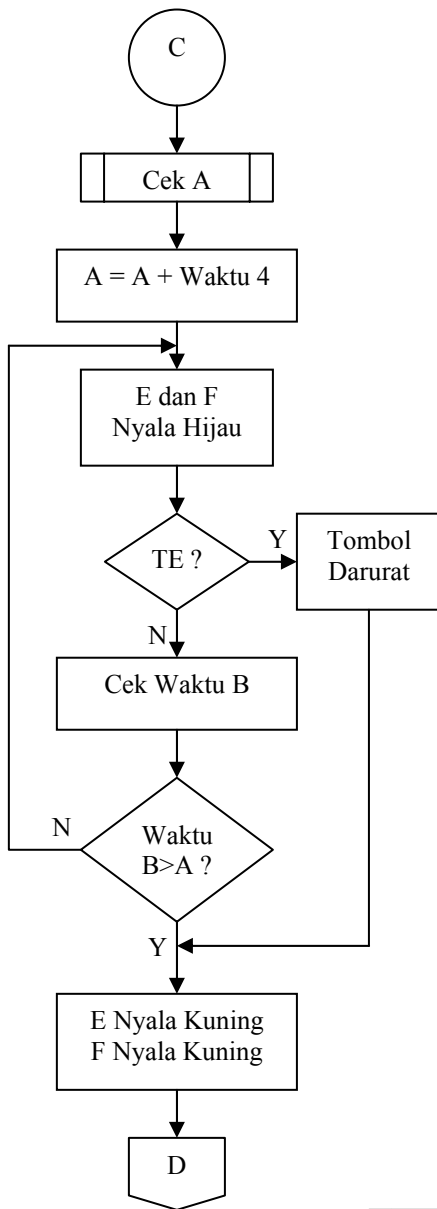 C
Cek A
A = A + Waktu 4
E dan F
Nyala Hijau
TE ?
Y
Tombol
Darurat
N
Cek Waktu B
N
Waktu
B>A ?
Y
E Nyala Kuning
F Nyala Kuning
D